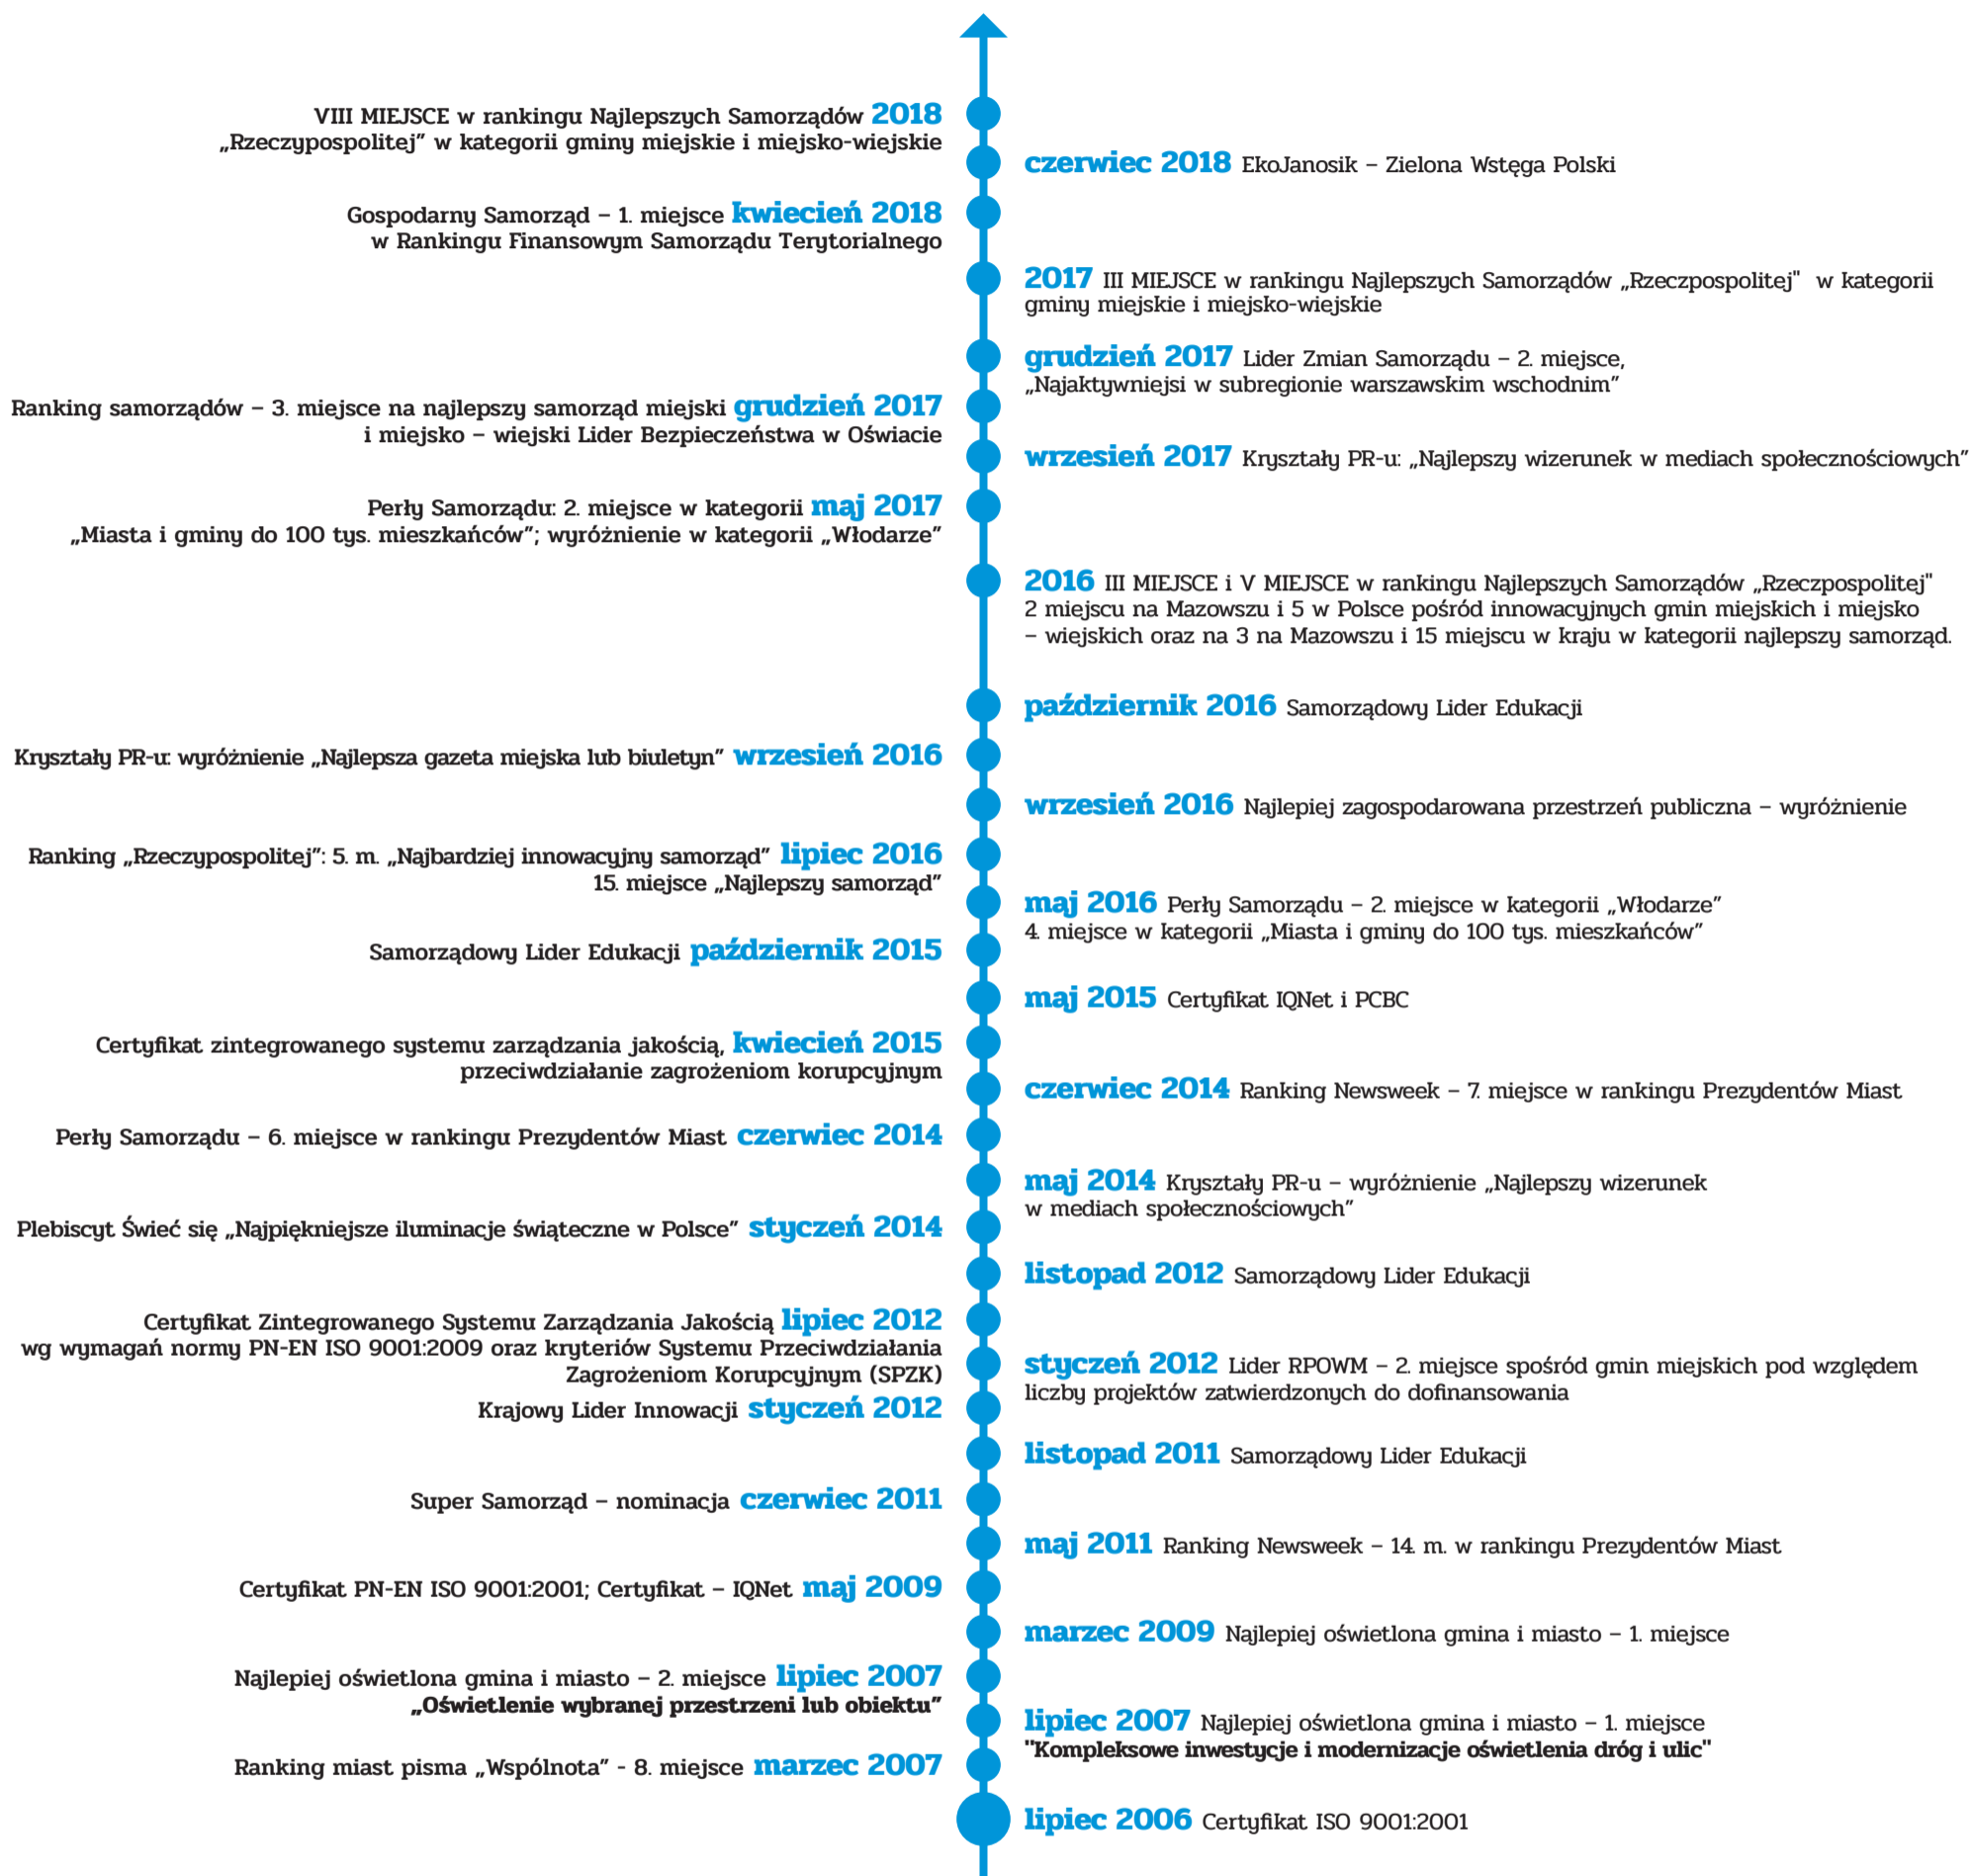 VIII MIEJSCE w rankingu Najlepszych Samorządów 2018
„Rzeczypospolitej” w kategorii gminy miejskie i miejsko-wiejskie
czerwiec 2018 EkoJanosik – Zielona Wstęga Polski
Gospodarny Samorząd – 1. miejsce kwiecień 2018
w Rankingu Finansowym Samorządu Terytorialnego
2017 III MIEJSCE w rankingu Najlepszych Samorządów „Rzeczpospolitej" w kategorii
gminy miejskie i miejsko-wiejskie
grudzień 2017 Lider Zmian Samorządu – 2. miejsce,
„Najaktywniejsi w subregionie warszawskim wschodnim”
Ranking samorządów – 3. miejsce na najlepszy samorząd miejski grudzień 2017
i miejsko – wiejski Lider Bezpieczeństwa w Oświacie
wrzesień 2017 Kryształy PR-u: „Najlepszy wizerunek w mediach społecznościowych”
Perły Samorządu: 2. miejsce w kategorii maj 2017
„Miasta i gminy do 100 tys. mieszkańców”; wyróżnienie w kategorii „Włodarze”
2016 III MIEJSCE i V MIEJSCE w rankingu Najlepszych Samorządów „Rzeczpospolitej"
2 miejscu na Mazowszu i 5 w Polsce pośród innowacyjnych gmin miejskich i miejsko
– wiejskich oraz na 3 na Mazowszu i 15 miejscu w kraju w kategorii najlepszy samorząd.
październik 2016 Samorządowy Lider Edukacji
Kryształy PR-u: wyróżnienie „Najlepsza gazeta miejska lub biuletyn” wrzesień 2016
wrzesień 2016 Najlepiej zagospodarowana przestrzeń publiczna – wyróżnienie
Ranking „Rzeczypospolitej”: 5. m. „Najbardziej innowacyjny samorząd” lipiec 2016
15. miejsce „Najlepszy samorząd”
maj 2016 Perły Samorządu – 2. miejsce w kategorii „Włodarze”
4. miejsce w kategorii „Miasta i gminy do 100 tys. mieszkańców”
Samorządowy Lider Edukacji październik 2015
maj 2015 Certyfikat IQNet i PCBC
Certyfikat zintegrowanego systemu zarządzania jakością, kwiecień 2015
przeciwdziałanie zagrożeniom korupcyjnym
czerwiec 2014 Ranking Newsweek – 7. miejsce w rankingu Prezydentów Miast
Perły Samorządu – 6. miejsce w rankingu Prezydentów Miast czerwiec 2014
maj 2014 Kryształy PR-u – wyróżnienie „Najlepszy wizerunek
w mediach społecznościowych”
Plebiscyt Świeć się „Najpiękniejsze iluminacje świąteczne w Polsce” styczeń 2014
listopad 2012 Samorządowy Lider Edukacji
Certyfikat Zintegrowanego Systemu Zarządzania Jakością lipiec 2012
wg wymagań normy PN-EN ISO 9001:2009 oraz kryteriów Systemu Przeciwdziałania
Zagrożeniom Korupcyjnym (SPZK)
styczeń 2012 Lider RPOWM – 2. miejsce spośród gmin miejskich pod względem
liczby projektów zatwierdzonych do dofinansowania
Krajowy Lider Innowacji styczeń 2012
listopad 2011 Samorządowy Lider Edukacji
Super Samorząd – nominacja czerwiec 2011
maj 2011 Ranking Newsweek – 14. m. w rankingu Prezydentów Miast
Certyfikat PN-EN ISO 9001:2001; Certyfikat – IQNet maj 2009
marzec 2009 Najlepiej oświetlona gmina i miasto – 1. miejsce
Najlepiej oświetlona gmina i miasto – 2. miejsce lipiec 2007
„Oświetlenie wybranej przestrzeni lub obiektu”
lipiec 2007 Najlepiej oświetlona gmina i miasto – 1. miejsce
"Kompleksowe inwestycje i modernizacje oświetlenia dróg i ulic"
Ranking miast pisma „Wspólnota” - 8. miejsce marzec 2007
lipiec 2006 Certyfikat ISO 9001:2001